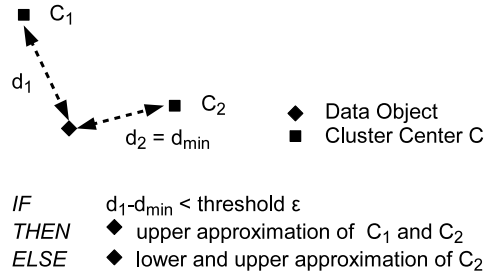 C₁
d₁
C₂
d₂ = dₘᵢₙ
Data Object
Cluster Center C
IF d₁-dₘᵢₙ < threshold ε
THEN upper approximation of C₁ and C₂
ELSE lower and upper approximation of C₂